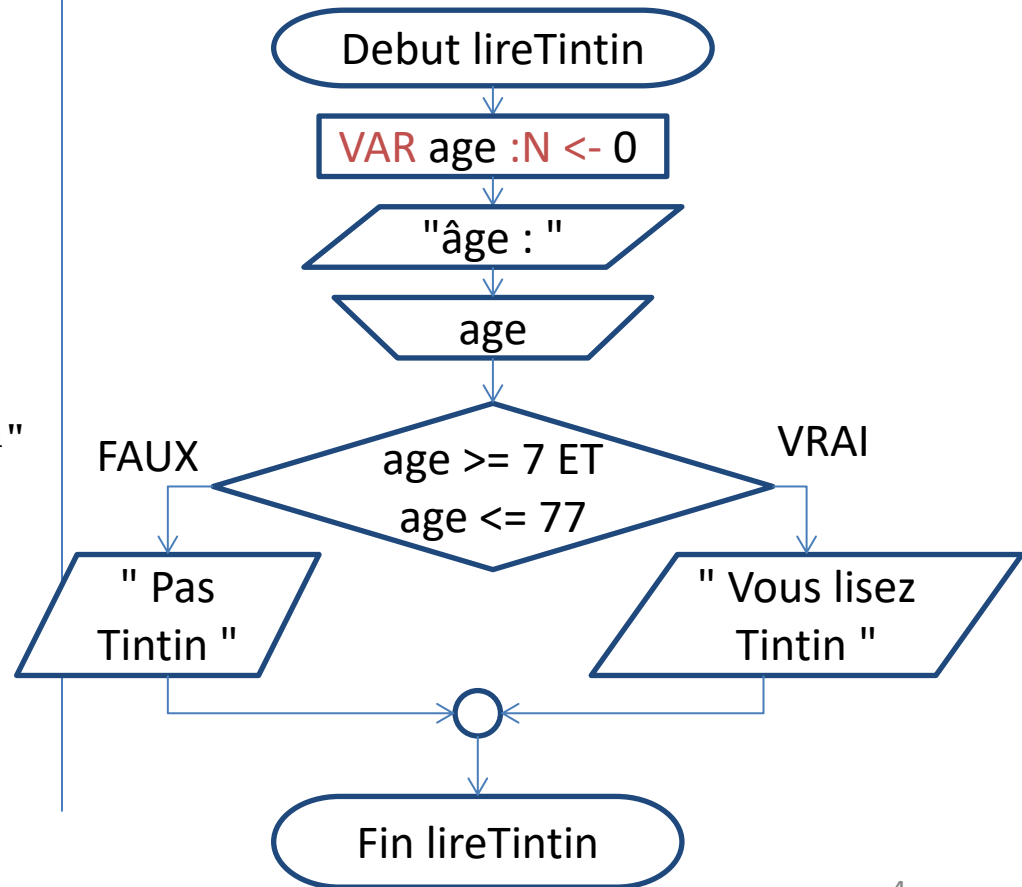 Debut lireTintin
VAR age :N <- 0
"âge : "
age
age >= 7 ET
age <= 77
FAUX
VRAI
" Pas
Tintin "
" Vous lisez
Tintin "
Fin lireTintin